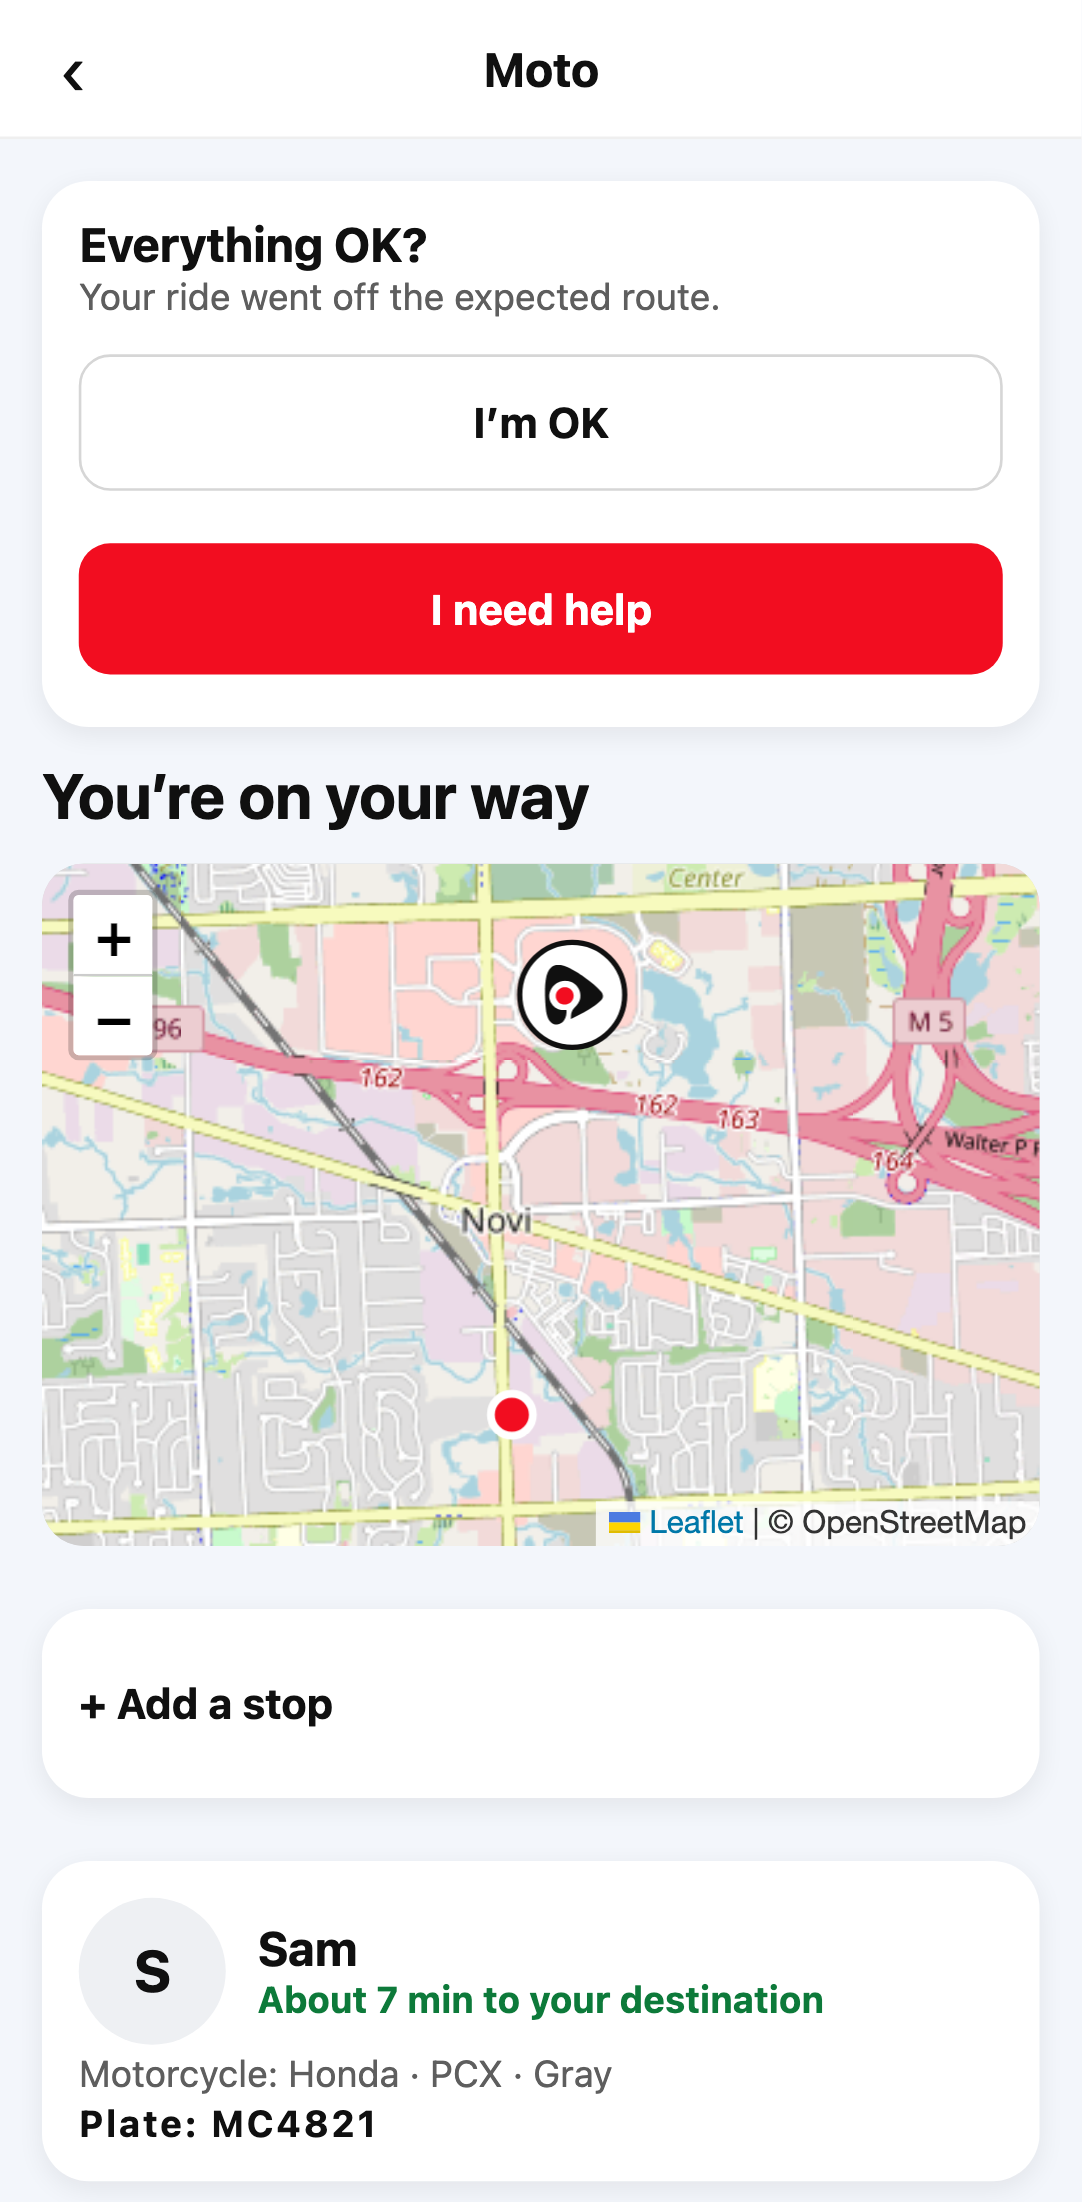 ‹
Moto
Everything OK?
Your ride went off the expected route.
I’m OK
I need help
You’re on your way
Center
+
−
96
M 5
162
162
163
164
Walter P
Novi
Leaflet | © OpenStreetMap
+ Add a stop
S
Sam
About 7 min to your destination
Motorcycle: Honda · PCX · Gray
Plate: MC4821